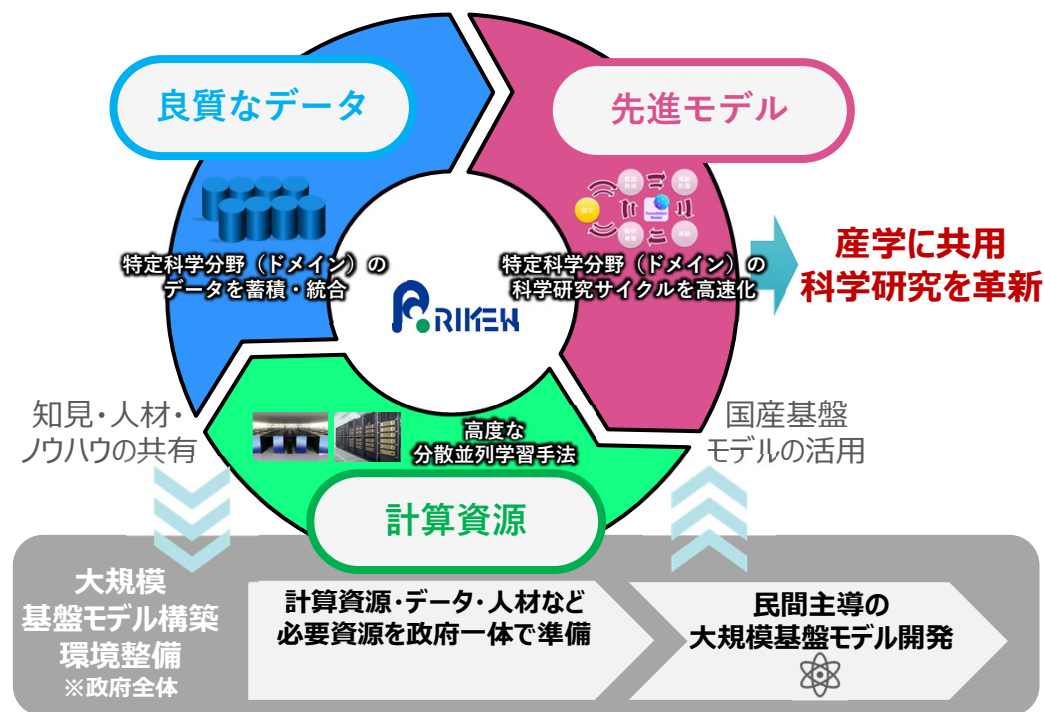 良質なデータ
先進モデル
Foundation
Model
特定科学分野（ドメイン）の
データを蓄積・統合
特定科学分野（ドメイン）の
科学研究サイクルを高速化
産学に共用
科学研究を革新
RIKEN
知見・人材・
ノウハウの共有
高度な
分散並列学習手法
国産基盤
モデルの活用
計算資源
大規模
基盤モデル構築
環境整備
※政府全体
計算資源・データ・人材など
必要資源を政府一体で準備
民間主導の
大規模基盤モデル開発